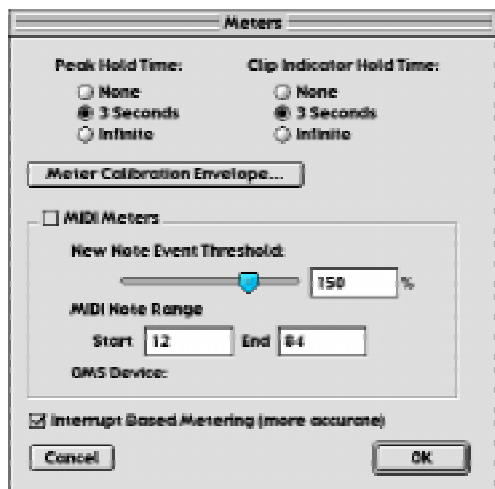 Meters
Peak Hold Time:
None
3 Seconds
Infinite
Clip Indicator Hold Time:
None
3 Seconds
Infinite
Meter Calibration Envelope...
MIDI Meters
New Note Event Threshold:
150 %
MIDI Note Range
Start 12 End 84
OMS Device:
Interrupt Based Metering (more accurate)
Cancel OK